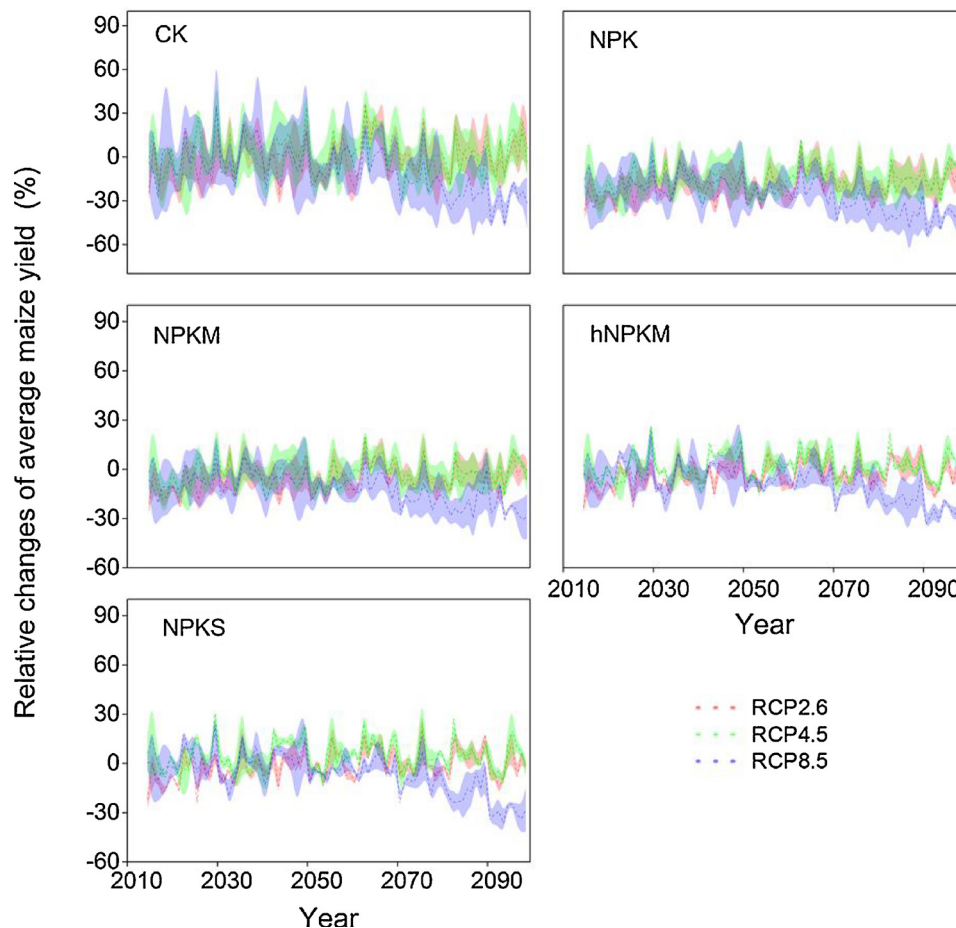 Relative changes of average maize yield (%)
90
60
30
0
-30
-60
CK
NPK
90
60
30
0
-30
-60
NPKM
hNPKM
2010 2030 2050 2070 2090
Year
90
60
30
0
-30
-60
NPKS
2010 2030 2050 2070 2090
Year
RCP2.6
RCP4.5
RCP8.5